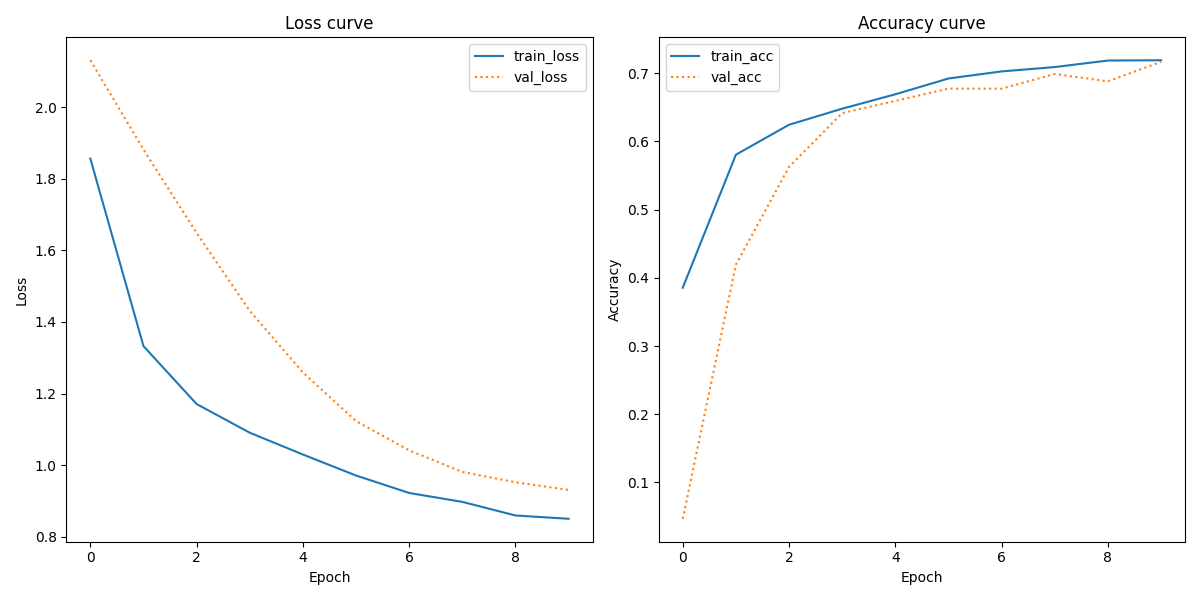 Loss curve
train_loss
val_loss
2.0
1.8
1.6
1.4
1.2
1.0
0.8
Loss
0 2 4 6 8
Epoch
Accuracy curve
train_acc
val_acc
0.7
0.6
0.5
0.4
0.3
0.2
0.1
Accuracy
0 2 4 6 8
Epoch